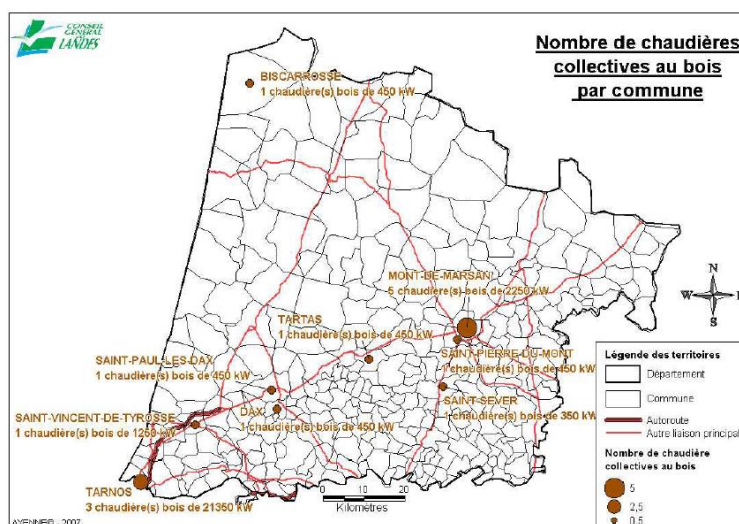 CONSEIL
GENERAL
LANDES
Nombre de chaudières
collectives au bois
par commune
BISCARROSSE
1 chaudière(s) bois de 450 kW
MONT-DE-MARSAN
5 chaudière(s) bois de 2250 kW
N
W
S
TARTAS
1 chaudière(s) bois de 450 kW
SAINT-PAUL-LES-DAX
1 chaudière(s) bois de 450 kW
SAINT-PIERRE-DU-MONT
1 chaudière(s) bois de 450 kW
SAINT-SEVER
1 chaudière(s) bois de 350 kW
SAINT-VINCENT-DE-TYROSSE
1 chaudière(s) bois de 1250 kW
DAX
1 chaudière(s) bois de 450 kW
TARNOS
3 chaudière(s) bois de 21350 kW
20 0 20
Kilomètres
Légende des territoires
Département
Commune
Autoroute
Autre liaison principal
Nombre de chaudière
collectives au bois
5
2,5
0,5